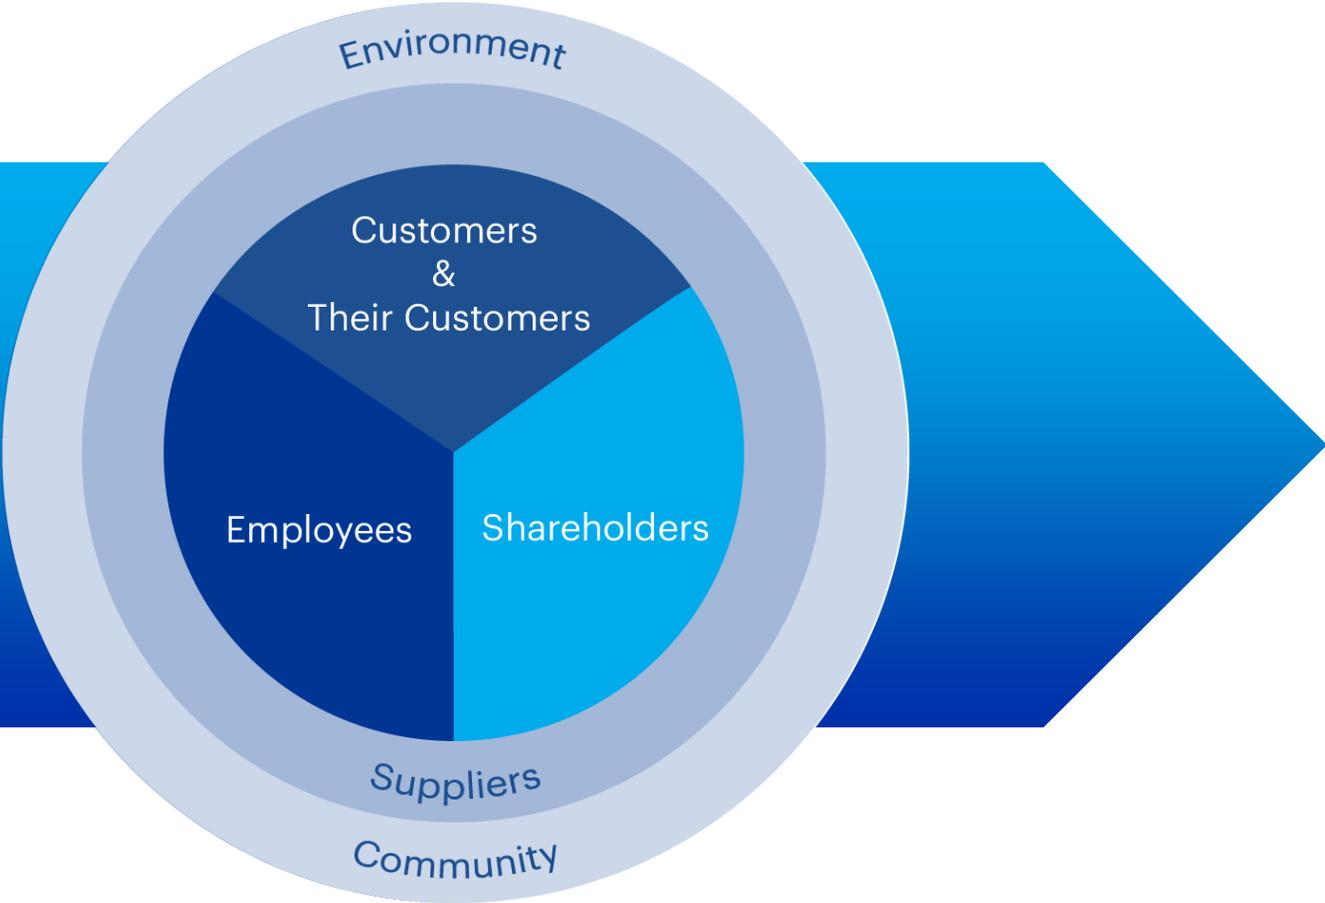 Environment
Customers
&
Their Customers
Employees
Shareholders
Suppliers
Community